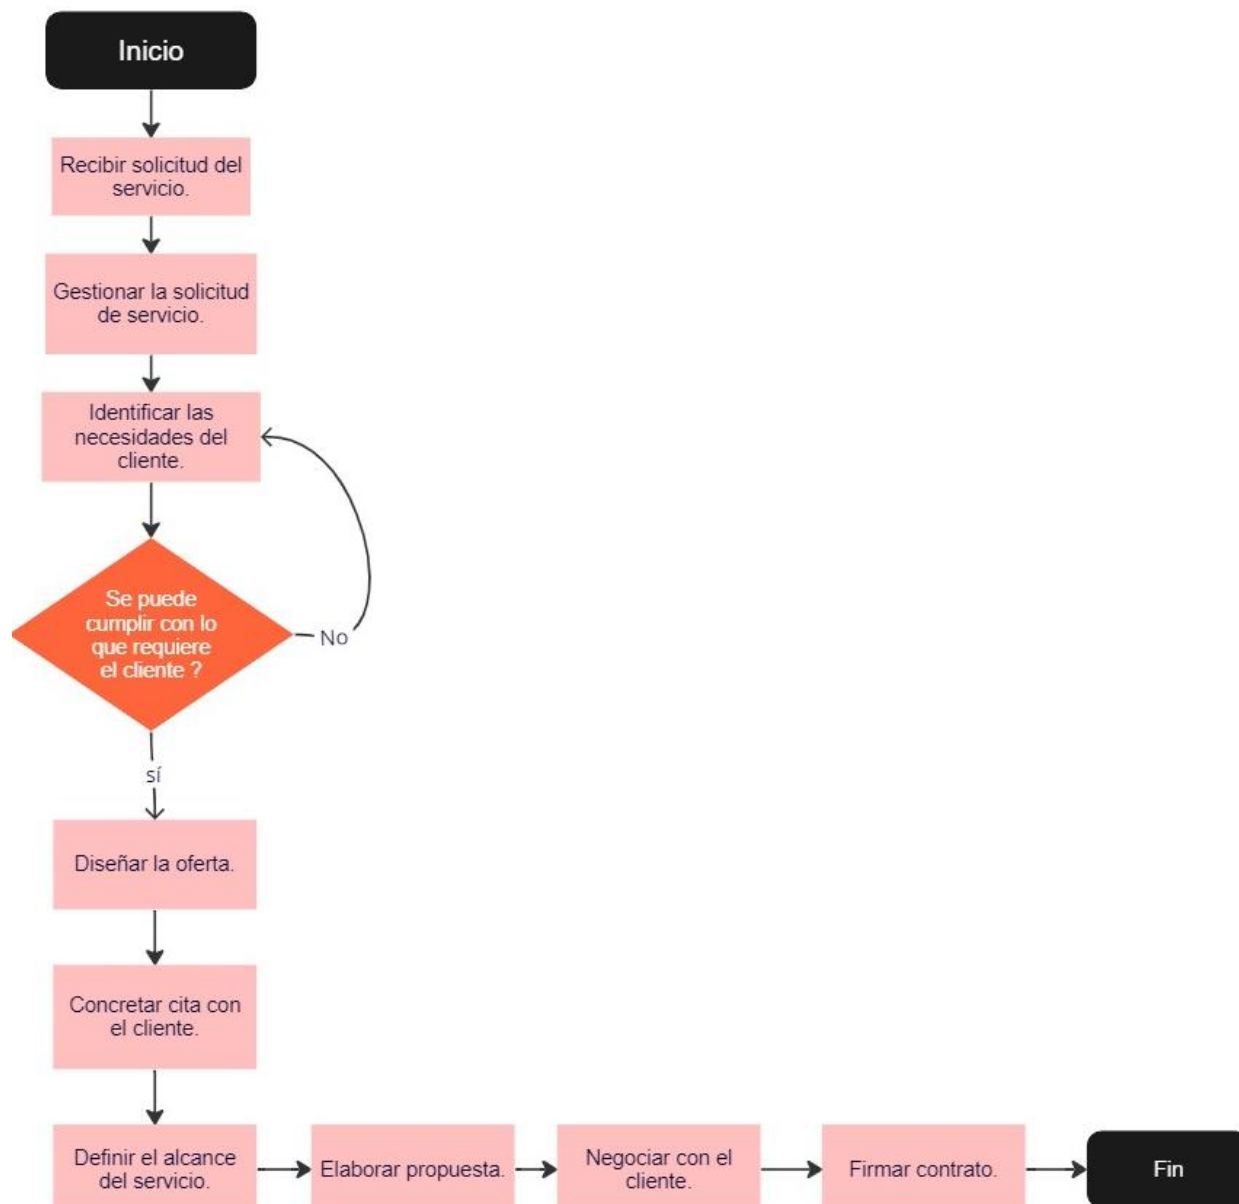 Inicio
Recibir solicitud del
servicio.
Gestionar la solicitud
de servicio.
Identificar las
necesidades del
cliente.
Se puede
cumplir con lo
que requiere
el cliente ?
No
sí
Diseñar la oferta.
Concretar cita con
el cliente.
Definir el alcance
del servicio.
Elaborar propuesta.
Negociar con el
cliente.
Firmar contrato.
Fin